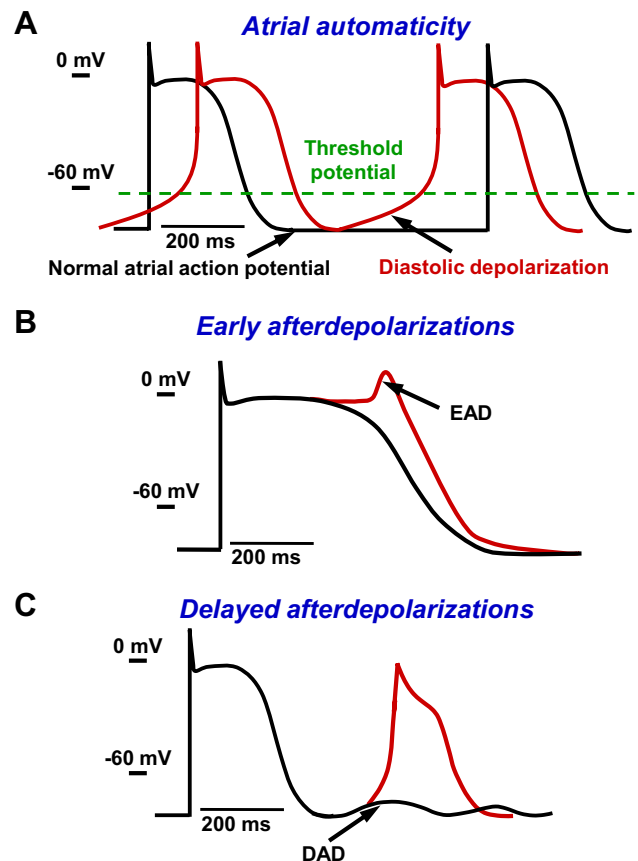 A
Atrial automaticity
0 mV
Threshold
potential
-60 mV
200 ms
Normal atrial action potential
Diastolic depolarization
B
Early afterdepolarizations
0 mV
EAD
-60 mV
200 ms
C
Delayed afterdepolarizations
0 mV
-60 mV
200 ms
DAD